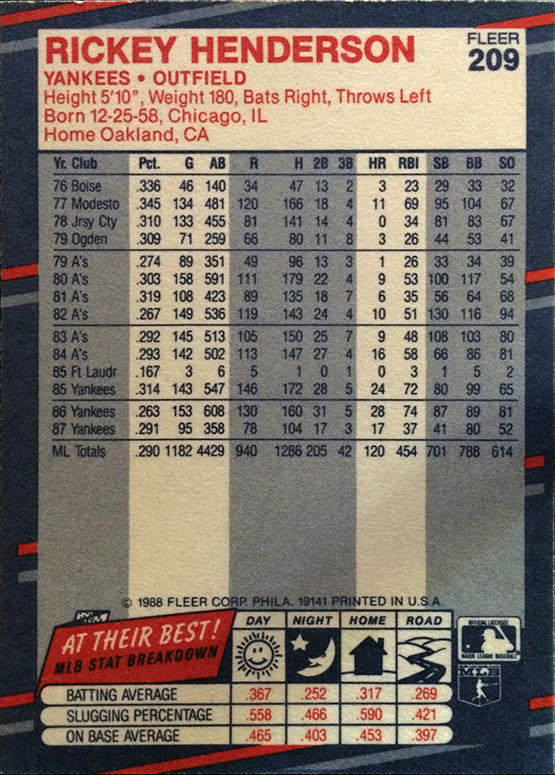 RICKEY HENDERSON
FLEER
209
YANKEES • OUTFIELD
Height 5'10", Weight 180, Bats Right, Throws Left
Born 12-25-58, Chicago, IL
Home Oakland, CA
Yr. Club Pct. G AB R H 2B 3B HR RBI SB BB SO
76 Boise .336 46 140 34 47 13 2 3 23 29 33 32
77 Modesto .345 134 481 120 166 18 4 11 69 95 104 67
78 Jrsy Cty .310 133 455 81 141 14 4 0 34 81 83 67
79 Ogden .309 71 259 66 80 11 8 3 26 44 53 41
79 A's .274 89 351 49 96 13 3 1 26 33 34 39
80 A's .303 158 591 111 179 22 4 9 53 100 117 54
81 A's .319 108 423 89 135 18 7 6 35 56 64 68
82 A's .267 149 536 119 143 24 4 10 51 130 116 94
83 A's .292 145 513 105 150 25 7 9 48 108 103 80
84 A's .293 142 502 113 147 27 4 16 58 66 86 81
85 Ft Laudr .167 3 6 5 1 0 1 0 3 1 5 2
85 Yankees .314 143 547 146 172 28 5 24 72 80 99 65
86 Yankees .263 153 608 130 160 31 5 28 74 87 89 81
87 Yankees .291 95 358 78 104 17 3 17 37 41 80 52
ML Totals .290 1182 4429 940 1286 205 42 120 454 701 788 614
© 1988 FLEER CORP. PHILA. 19141 PRINTED IN U.S.A.
AT THEIR BEST!
MLB STAT BREAKDOWN
DAY NIGHT HOME ROAD
BATTING AVERAGE .367 .252 .317 .269
SLUGGING PERCENTAGE .558 .466 .590 .421
ON BASE AVERAGE .465 .403 .453 .397
OFFICIAL LICENSEE
MAJOR LEAGUE BASEBALL